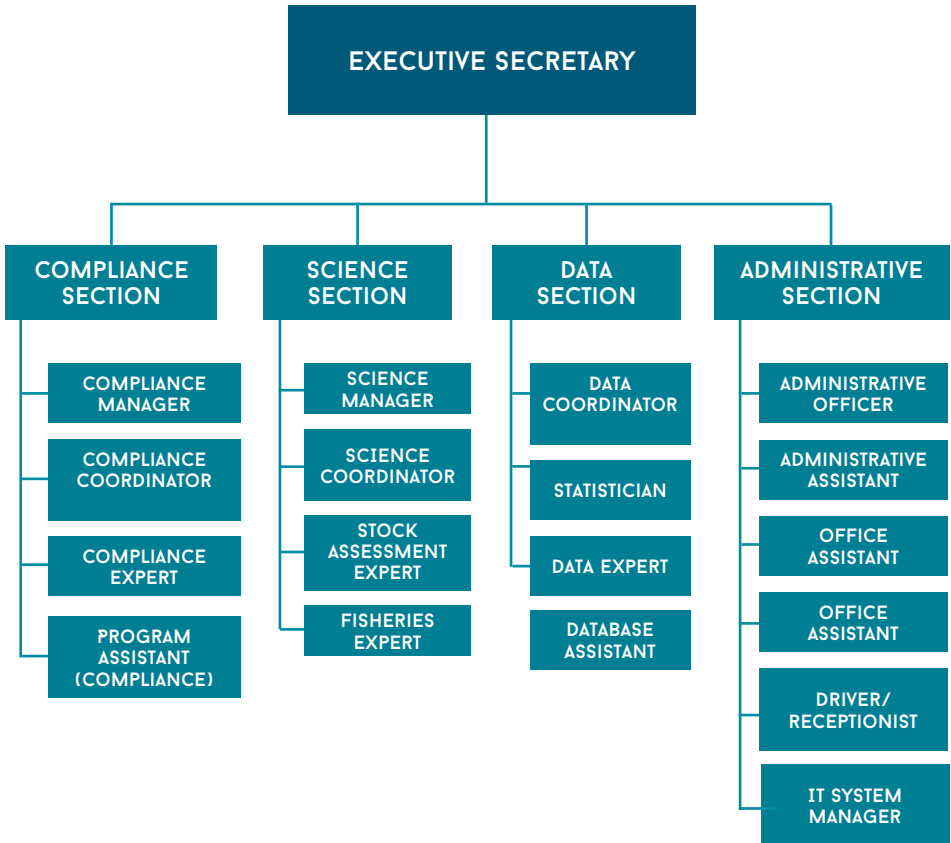 EXECUTIVE SECRETARY
COMPLIANCE
SECTION
COMPLIANCE
MANAGER
COMPLIANCE
COORDINATOR
COMPLIANCE
EXPERT
PROGRAM
ASSISTANT
(COMPLIANCE)
SCIENCE
SECTION
SCIENCE
MANAGER
SCIENCE
COORDINATOR
STOCK
ASSESSMENT
EXPERT
FISHERIES
EXPERT
DATA
SECTION
DATA
COORDINATOR
STATISTICIAN
DATA EXPERT
DATABASE
ASSISTANT
ADMINISTRATIVE
SECTION
ADMINISTRATIVE
OFFICER
ADMINISTRATIVE
ASSISTANT
OFFICE
ASSISTANT
OFFICE
ASSISTANT
DRIVER/
RECEPTIONIST
IT SYSTEM
MANAGER